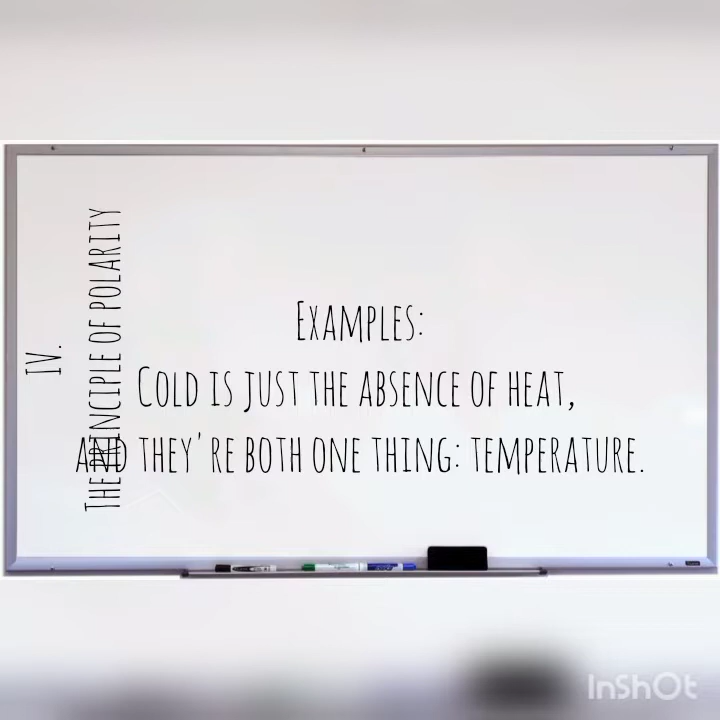 IV.
The principle of polarity
Examples:
Cold is just the absence of heat,
and they're both one thing: temperature.
InShOt